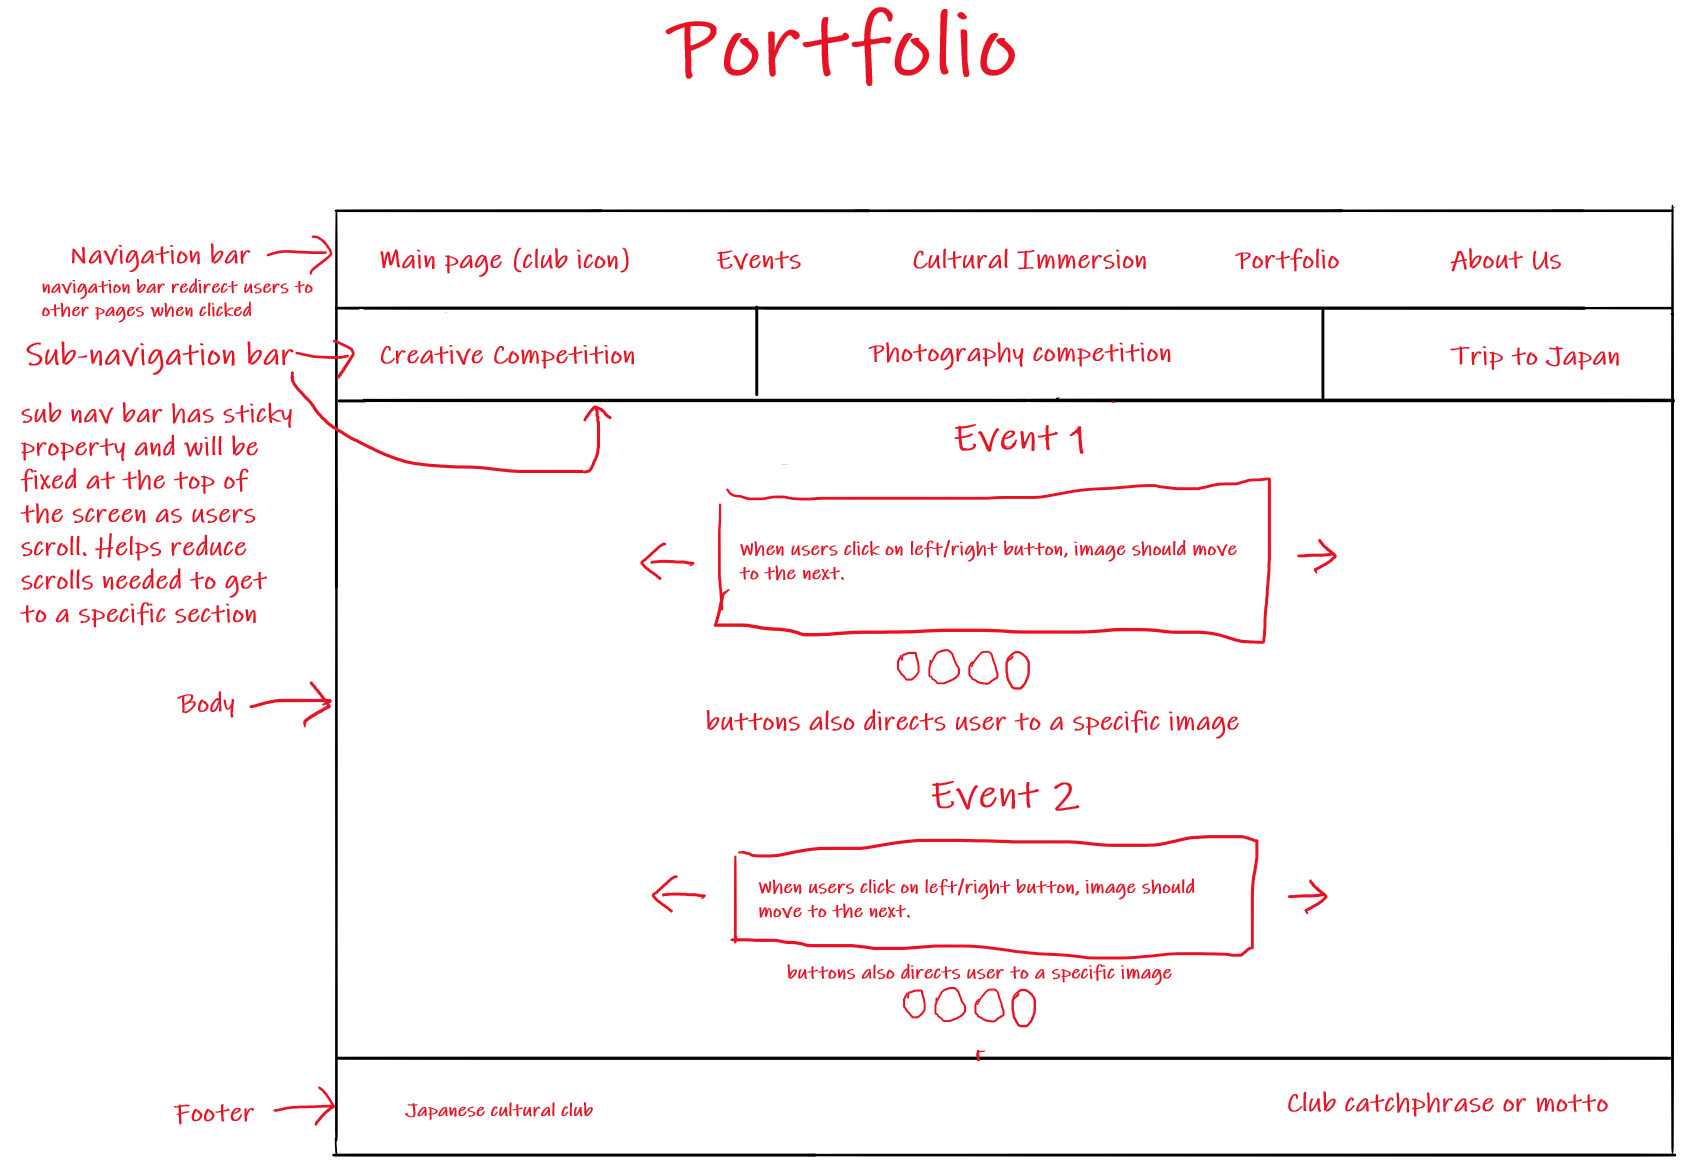 Portfolio
Navigation bar
navigation bar redirect users to
other pages when clicked
Main page (club icon)
Events
Cultural Immersion
Portfolio
About Us
Sub-navigation bar
Creative Competition
Photography competition
Trip to Japan
sub nav bar has sticky
property and will be
fixed at the top of
the screen as users
scroll. Helps reduce
scrolls needed to get
to a specific section
Event 1
When users click on left/right button, image should move
to the next.
buttons also directs user to a specific image
Body
Event 2
When users click on left/right button, image should
move to the next.
buttons also directs user to a specific image
Footer
Japanese cultural club
Club catchphrase or motto